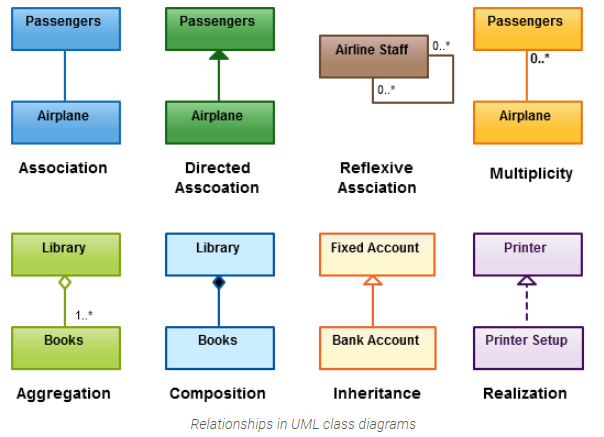 Passengers
Airplane
Association
Passengers
Airplane
Directed
Asscoation
Airline Staff
0..*
0..*
Reflexive
Assciation
Passengers
0..*
Airplane
Multiplicity
Library
1..*
Books
Aggregation
Library
Books
Composition
Fixed Account
Bank Account
Inheritance
Printer
Printer Setup
Realization
Relationships in UML class diagrams